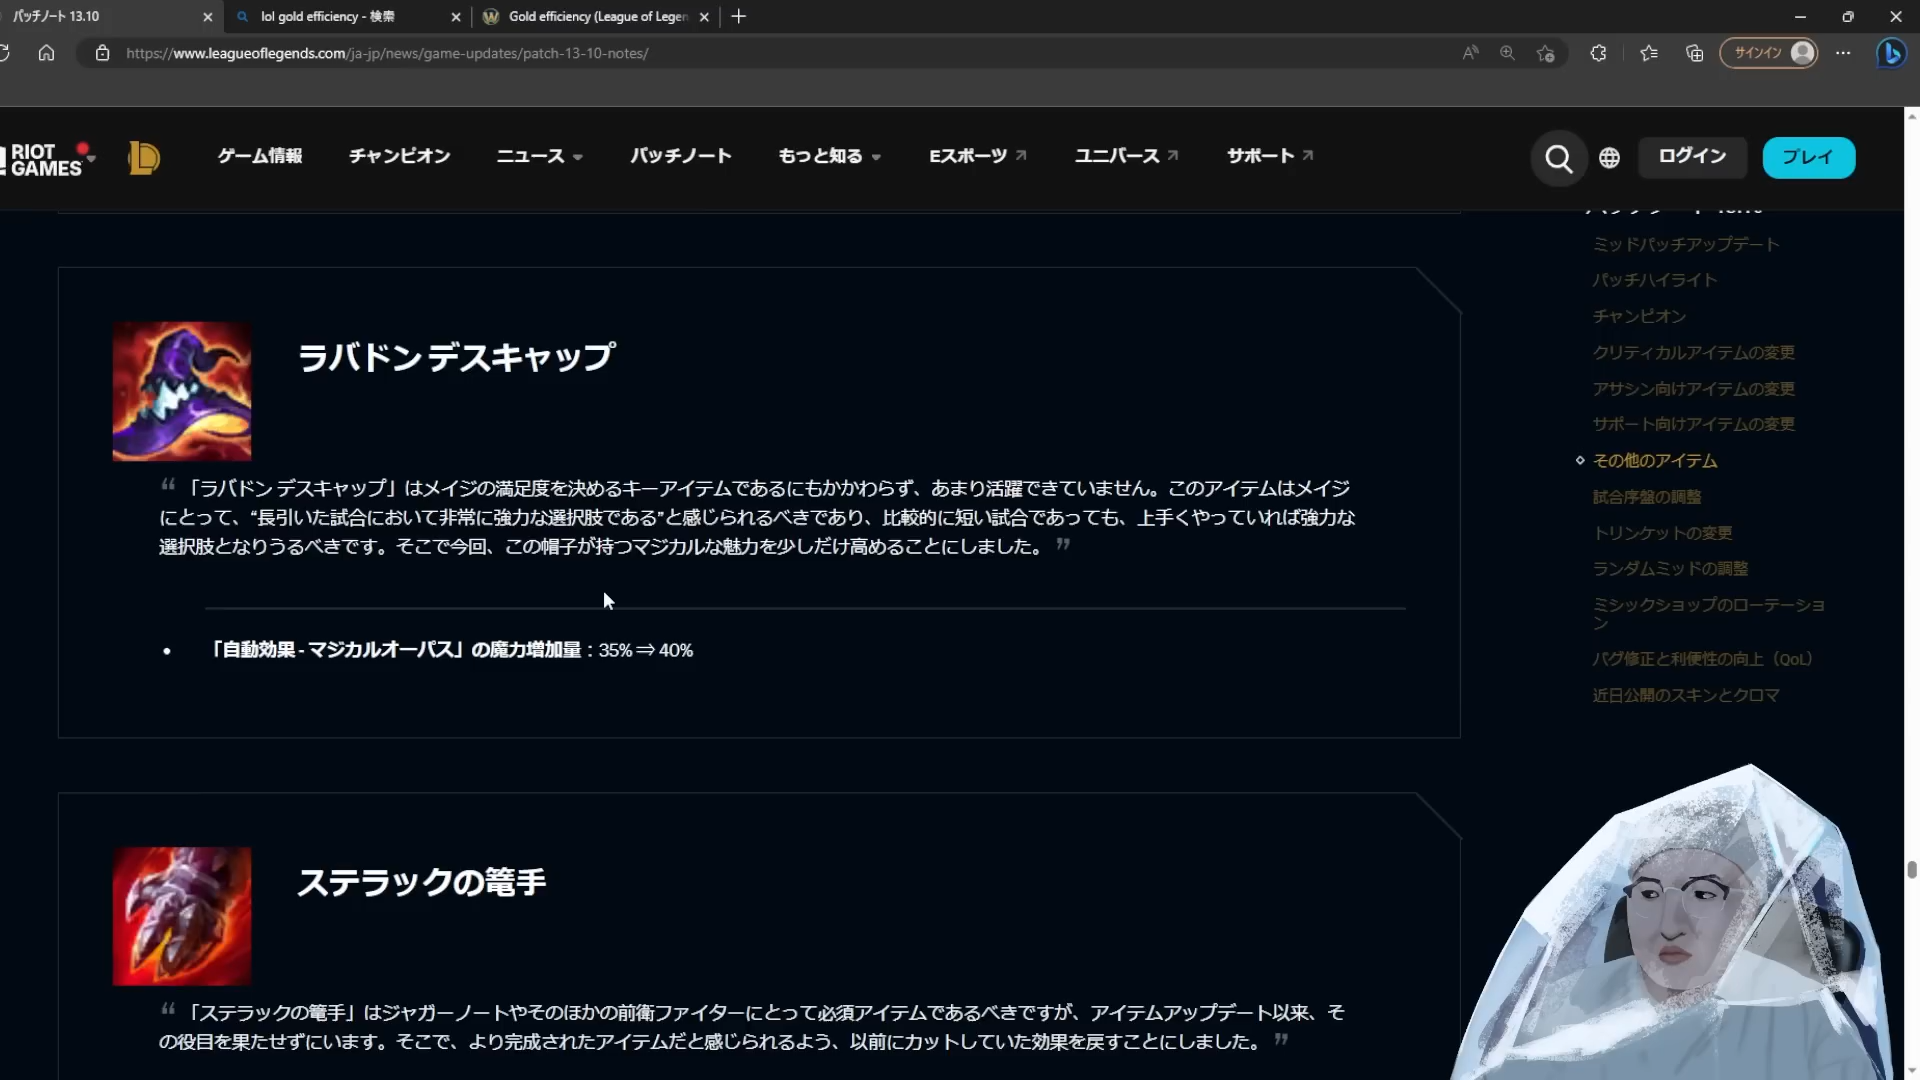 パッチノート 13.10
lol gold efficiency - 検索
Gold efficiency (League of Legen
https://www.leagueoflegends.com/ja-jp/news/game-updates/patch-13-10-notes/
サインイン
RIOT
GAMES
ゲーム情報
チャンピオン
ニュース
パッチノート
もっと知る
Eスポーツ
ユニバース
サポート
ログイン
プレイ
ラバドン デスキャップ
“「ラバドン デスキャップ」はメイジの満足度を決めるキーアイテムであるにもかかわらず、あまり活躍できていません。このアイテムはメイジ
にとって、“長引いた試合において非常に強力な選択肢である”と感じられるべきであり、比較的に短い試合であっても、上手くやっていれば強力な
選択肢となりうるべきです。そこで今回、この帽子が持つマジカルな魅力を少しだけ高めることにしました。”
• 「自動効果 - マジカルオーパス」の魔力増加量：35% ⇒ 40%
ステラックの篭手
“「ステラックの篭手」はジャガーノートやそのほかの前衛ファイターにとって必須アイテムであるべきですが、アイテムアップデート以来、そ
の役目を果たせずにいます。そこで、より完成されたアイテムだと感じられるよう、以前にカットしていた効果を戻すことにしました。”
ミッドパッチアップデート
パッチハイライト
チャンピオン
クリティカルアイテムの変更
アサシン向けアイテムの変更
サポート向けアイテムの変更
その他のアイテム
試合序盤の調整
トリンケットの変更
ランダムミッドの調整
ミシックショップのローテーショ
ン
バグ修正と利便性の向上（QoL）
近日公開のスキンとクロマ